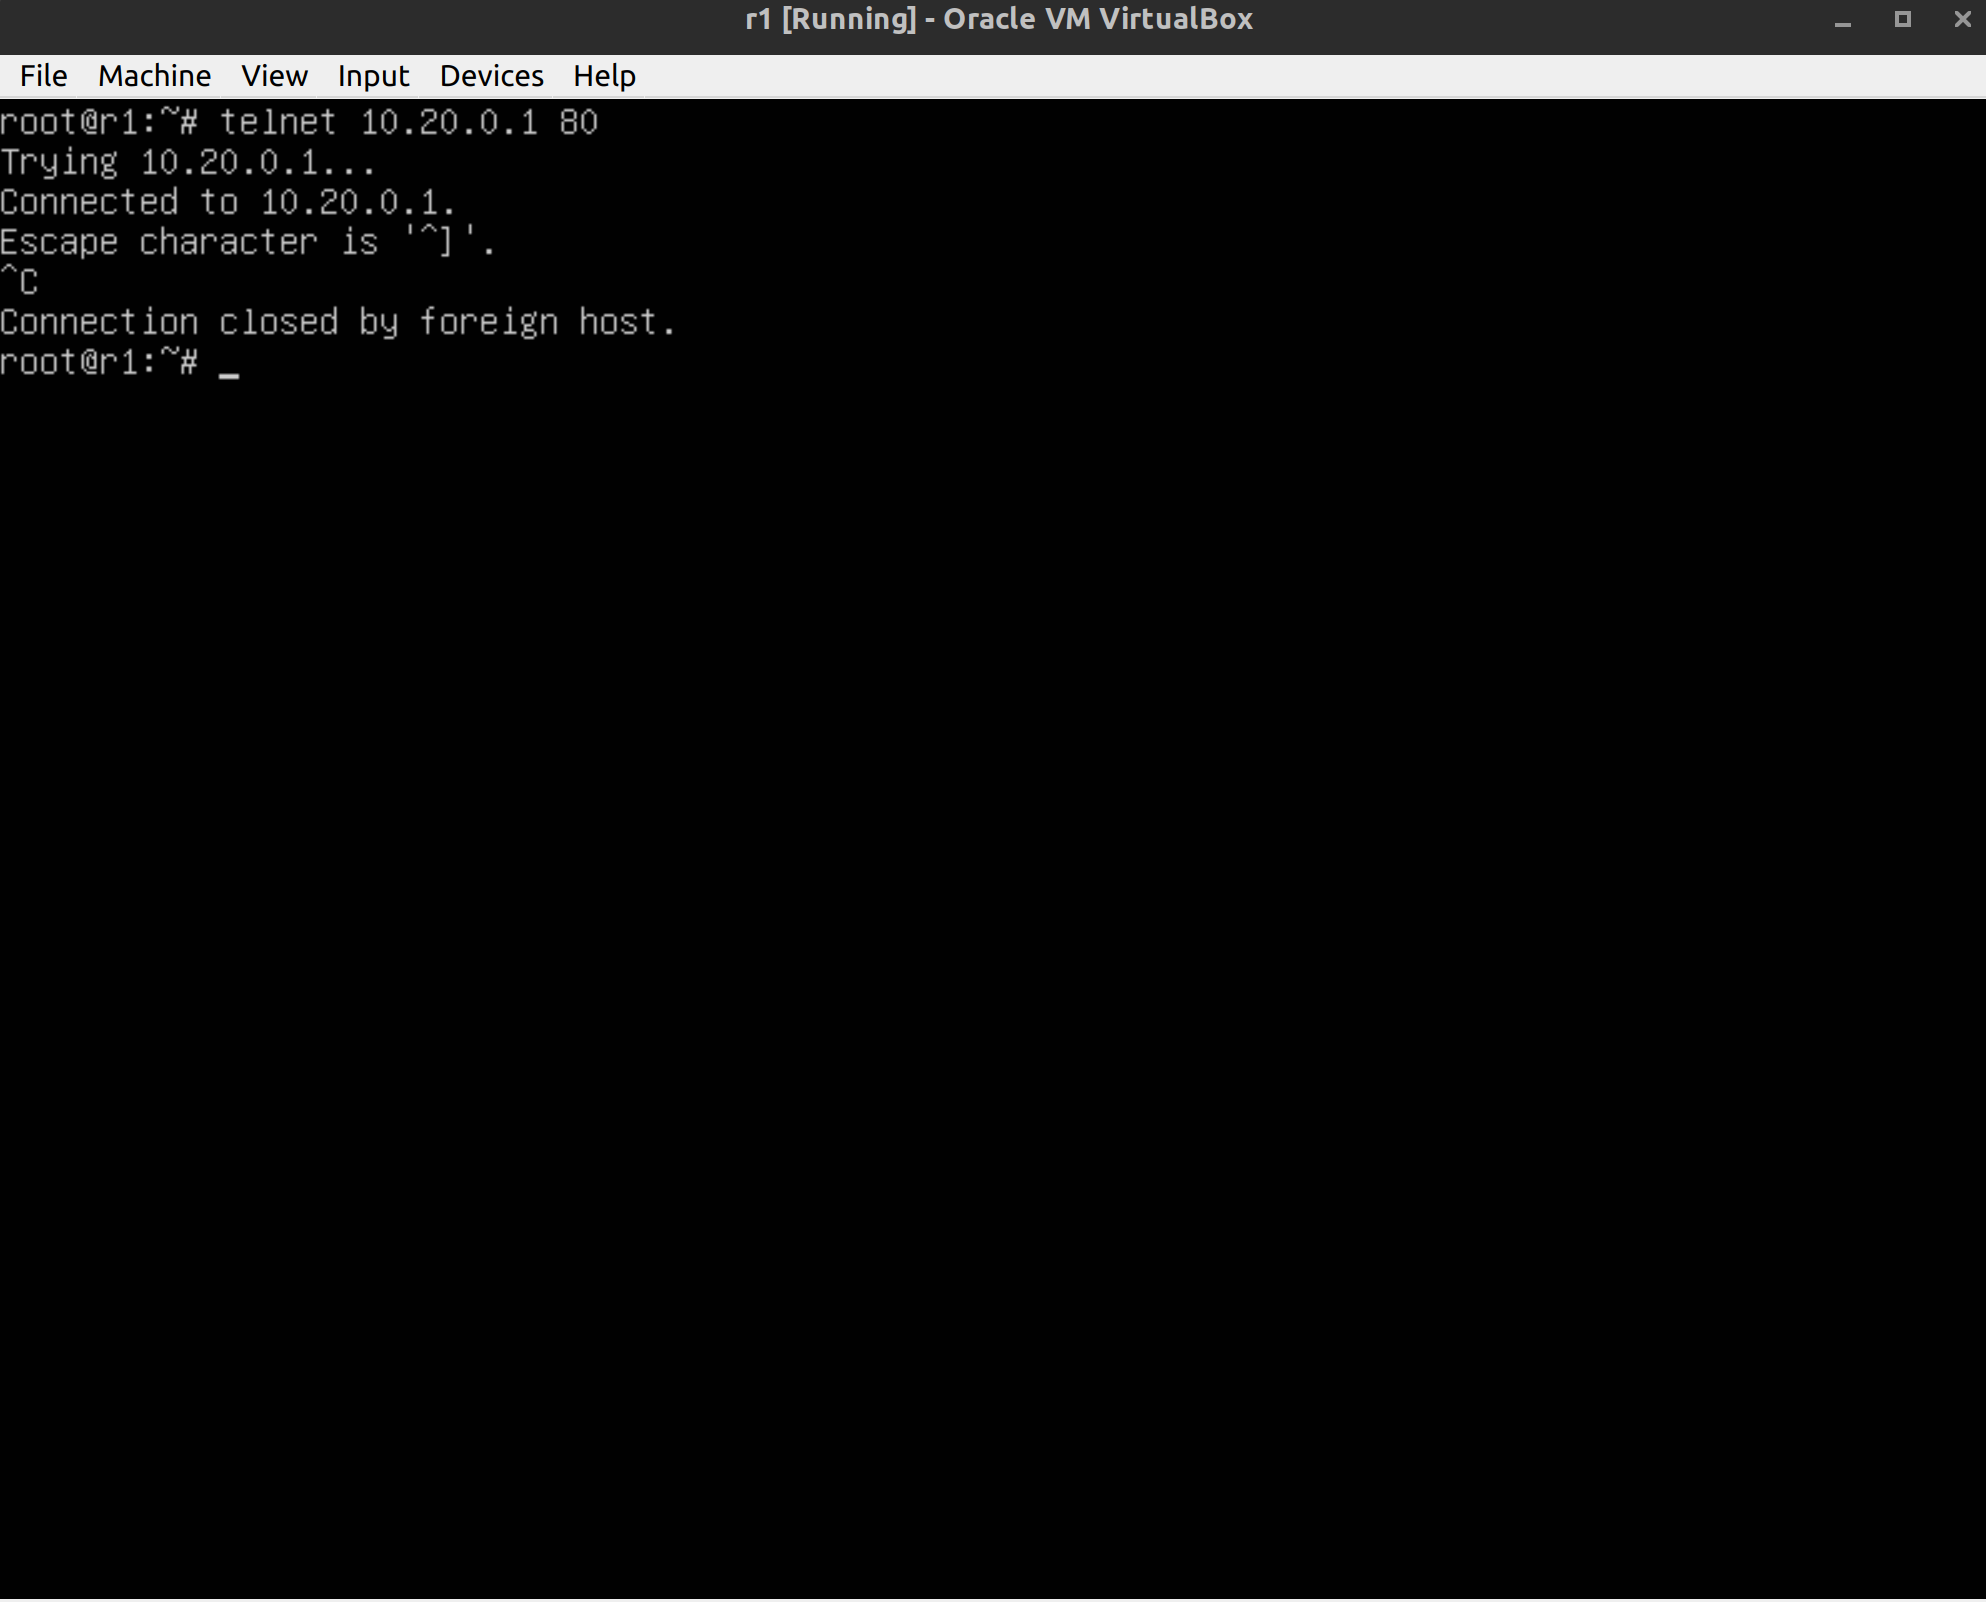 r1 [Running] - Oracle VM VirtualBox
File Machine View Input Devices Help
root@r1:~# telnet 10.20.0.1 80
Trying 10.20.0.1...
Connected to 10.20.0.1.
Escape character is '^]'.
^C
Connection closed by foreign host.
root@r1:~# _